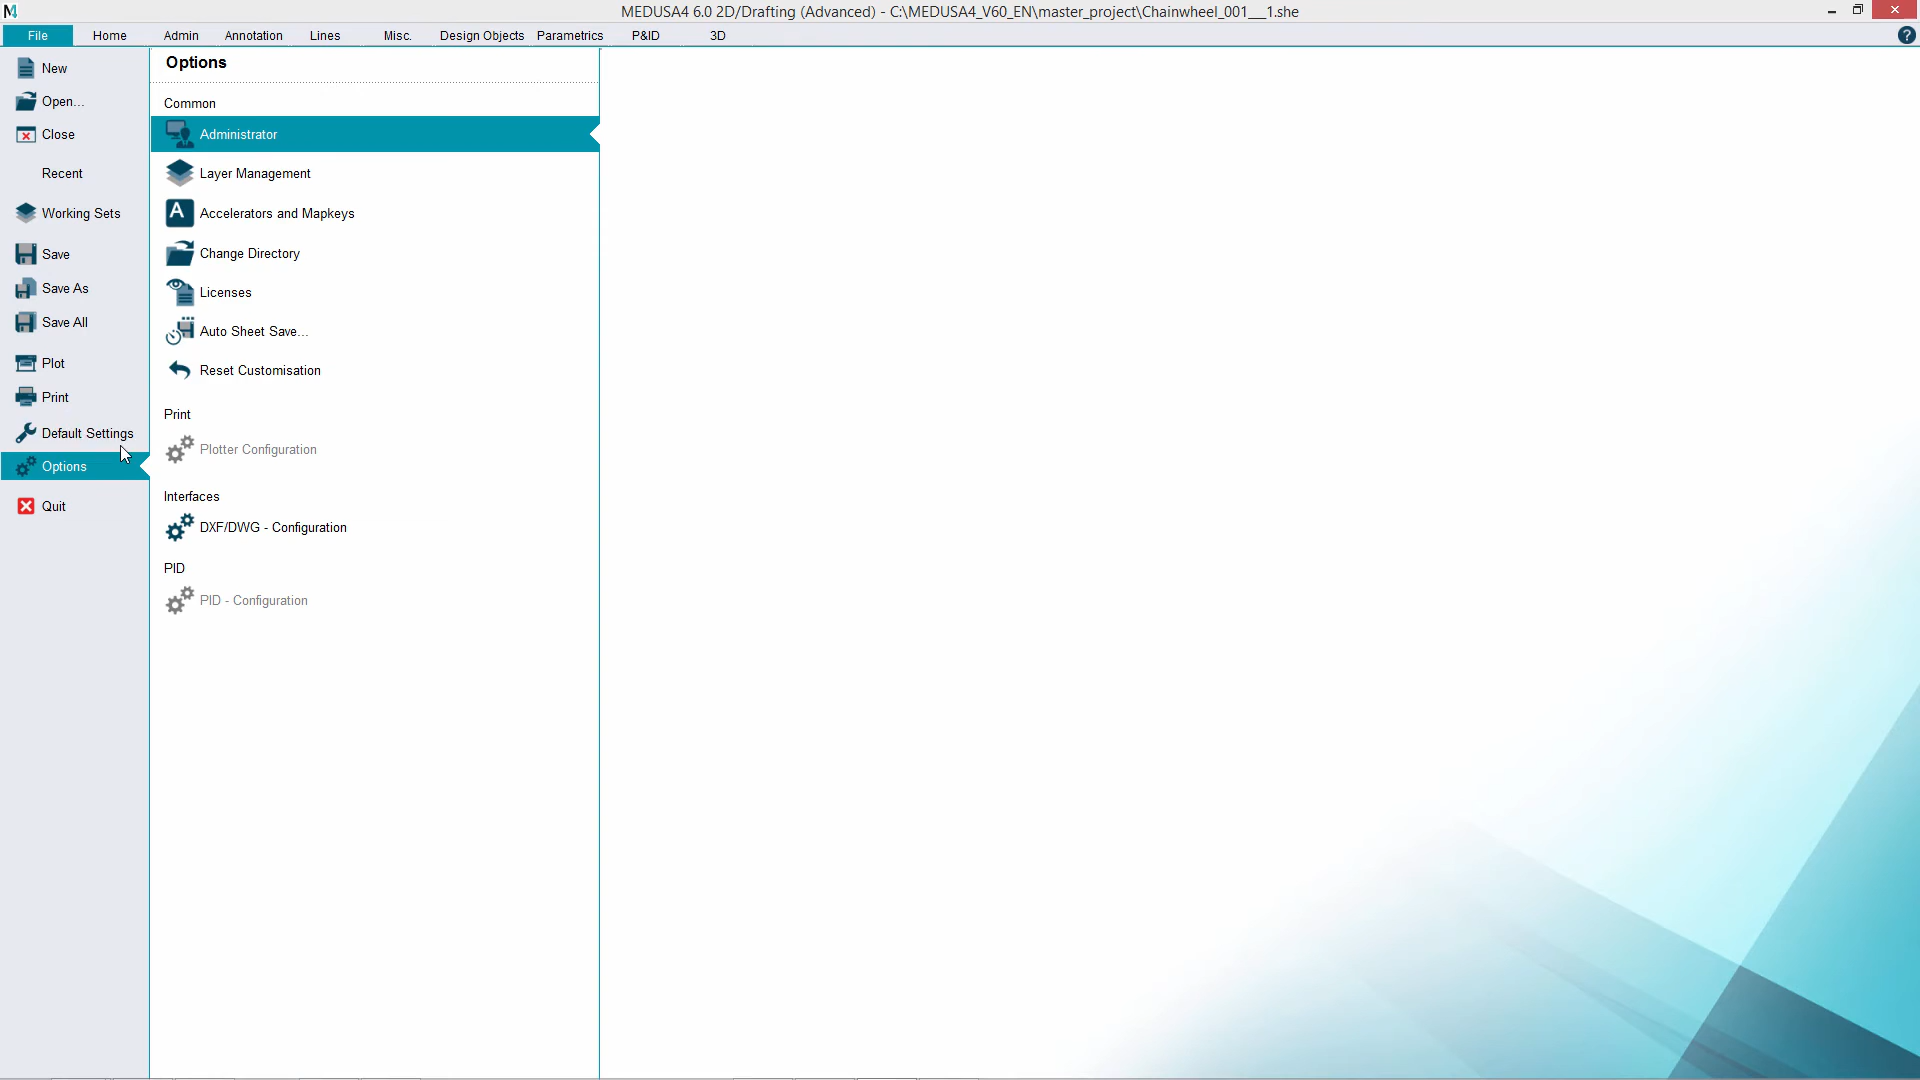 MEDUSA4 6.0 2D/Drafting (Advanced) - C:\MEDUSA4_V60_EN\master_project\Chainwheel_001___1.she
File Home Admin Annotation Lines Misc. Design Objects Parametrics P&ID 3D ?
New
Open...
Close
Recent
Working Sets
Save
Save As
Save All
Plot
Print
Default Settings
Options
Quit
Options
Common
Administrator
Layer Management
Accelerators and Mapkeys
Change Directory
Licenses
Auto Sheet Save...
Reset Customisation
Print
Plotter Configuration
Interfaces
DXF/DWG - Configuration
PID
PID - Configuration